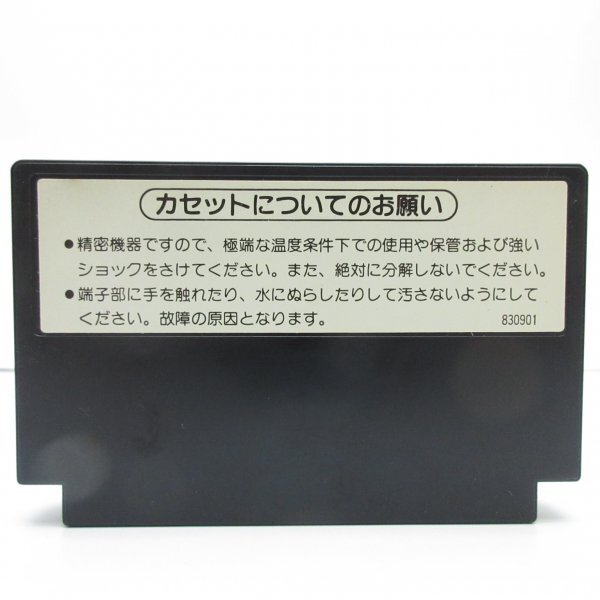 カセットについてのお願い
●精密機器ですので、極端な温度条件下での使用や保管および強い
ショックをさけてください。また、絶対に分解しないでください。
●端子部に手を触れたり、水にぬらしたりして汚さないようにして
ください。故障の原因となります。
830901